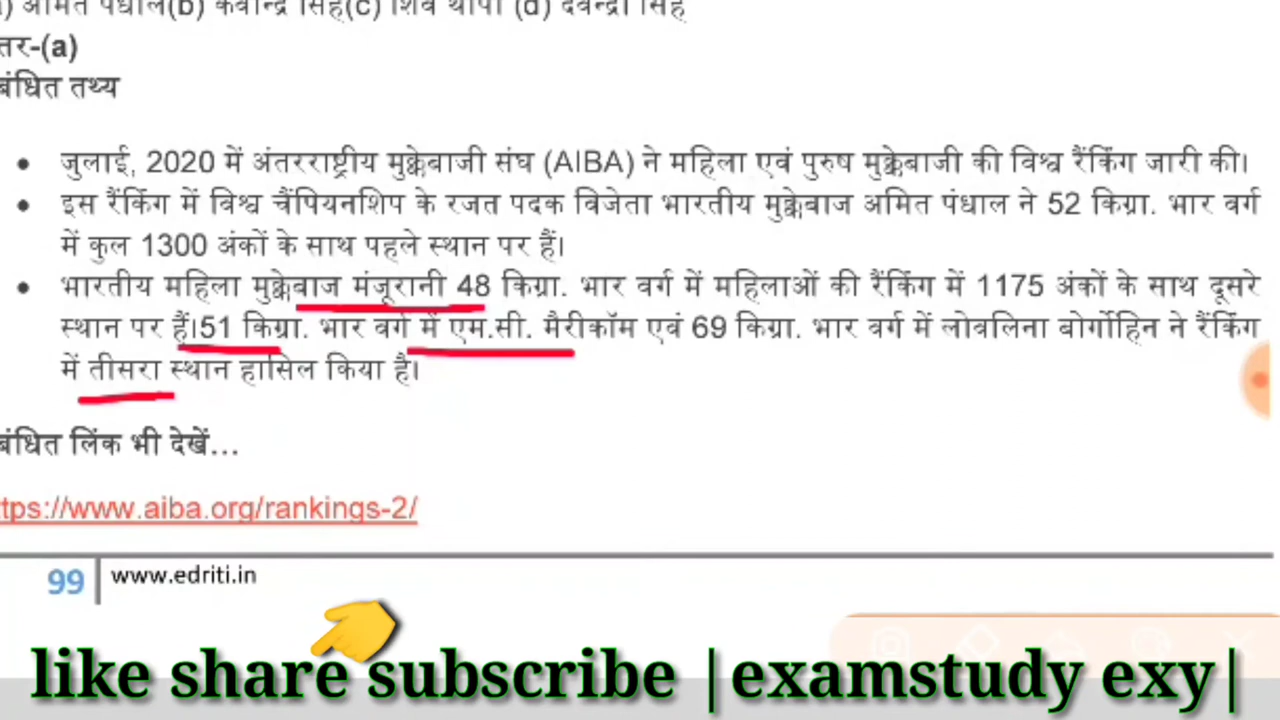 ) अमित पंघाल(b) कविन्द्र सिंह(c) शिव थापा (d) देवेन्द्रो सिंह
तर-(a)
बंधित तथ्य
जुलाई, 2020 में अंतरराष्ट्रीय मुक्केबाजी संघ (AIBA) ने महिला एवं पुरुष मुक्केबाजी की विश्व रैंकिंग जारी की।
इस रैंकिंग में विश्व चैंपियनशिप के रजत पदक विजेता भारतीय मुक्केबाज अमित पंधाल ने 52 किग्रा. भार वर्ग
में कुल 1300 अंकों के साथ पहले स्थान पर हैं।
भारतीय महिला मुक्केबाज मंजूरानी 48 किग्रा. भार वर्ग में महिलाओं की रैंकिंग में 1175 अंकों के साथ दूसरे
स्थान पर हैं।51 किग्रा. भार वर्ग में एम.सी. मैरीकॉम एवं 69 किग्रा. भार वर्ग में लोवलिना बोर्गोहिन ने रैंकिंग
में तीसरा स्थान हासिल किया है।
बंधित लिंक भी देखें...
ttps://www.aiba.org/rankings-2/
99 www.edriti.in
like share subscribe |examstudy exy|